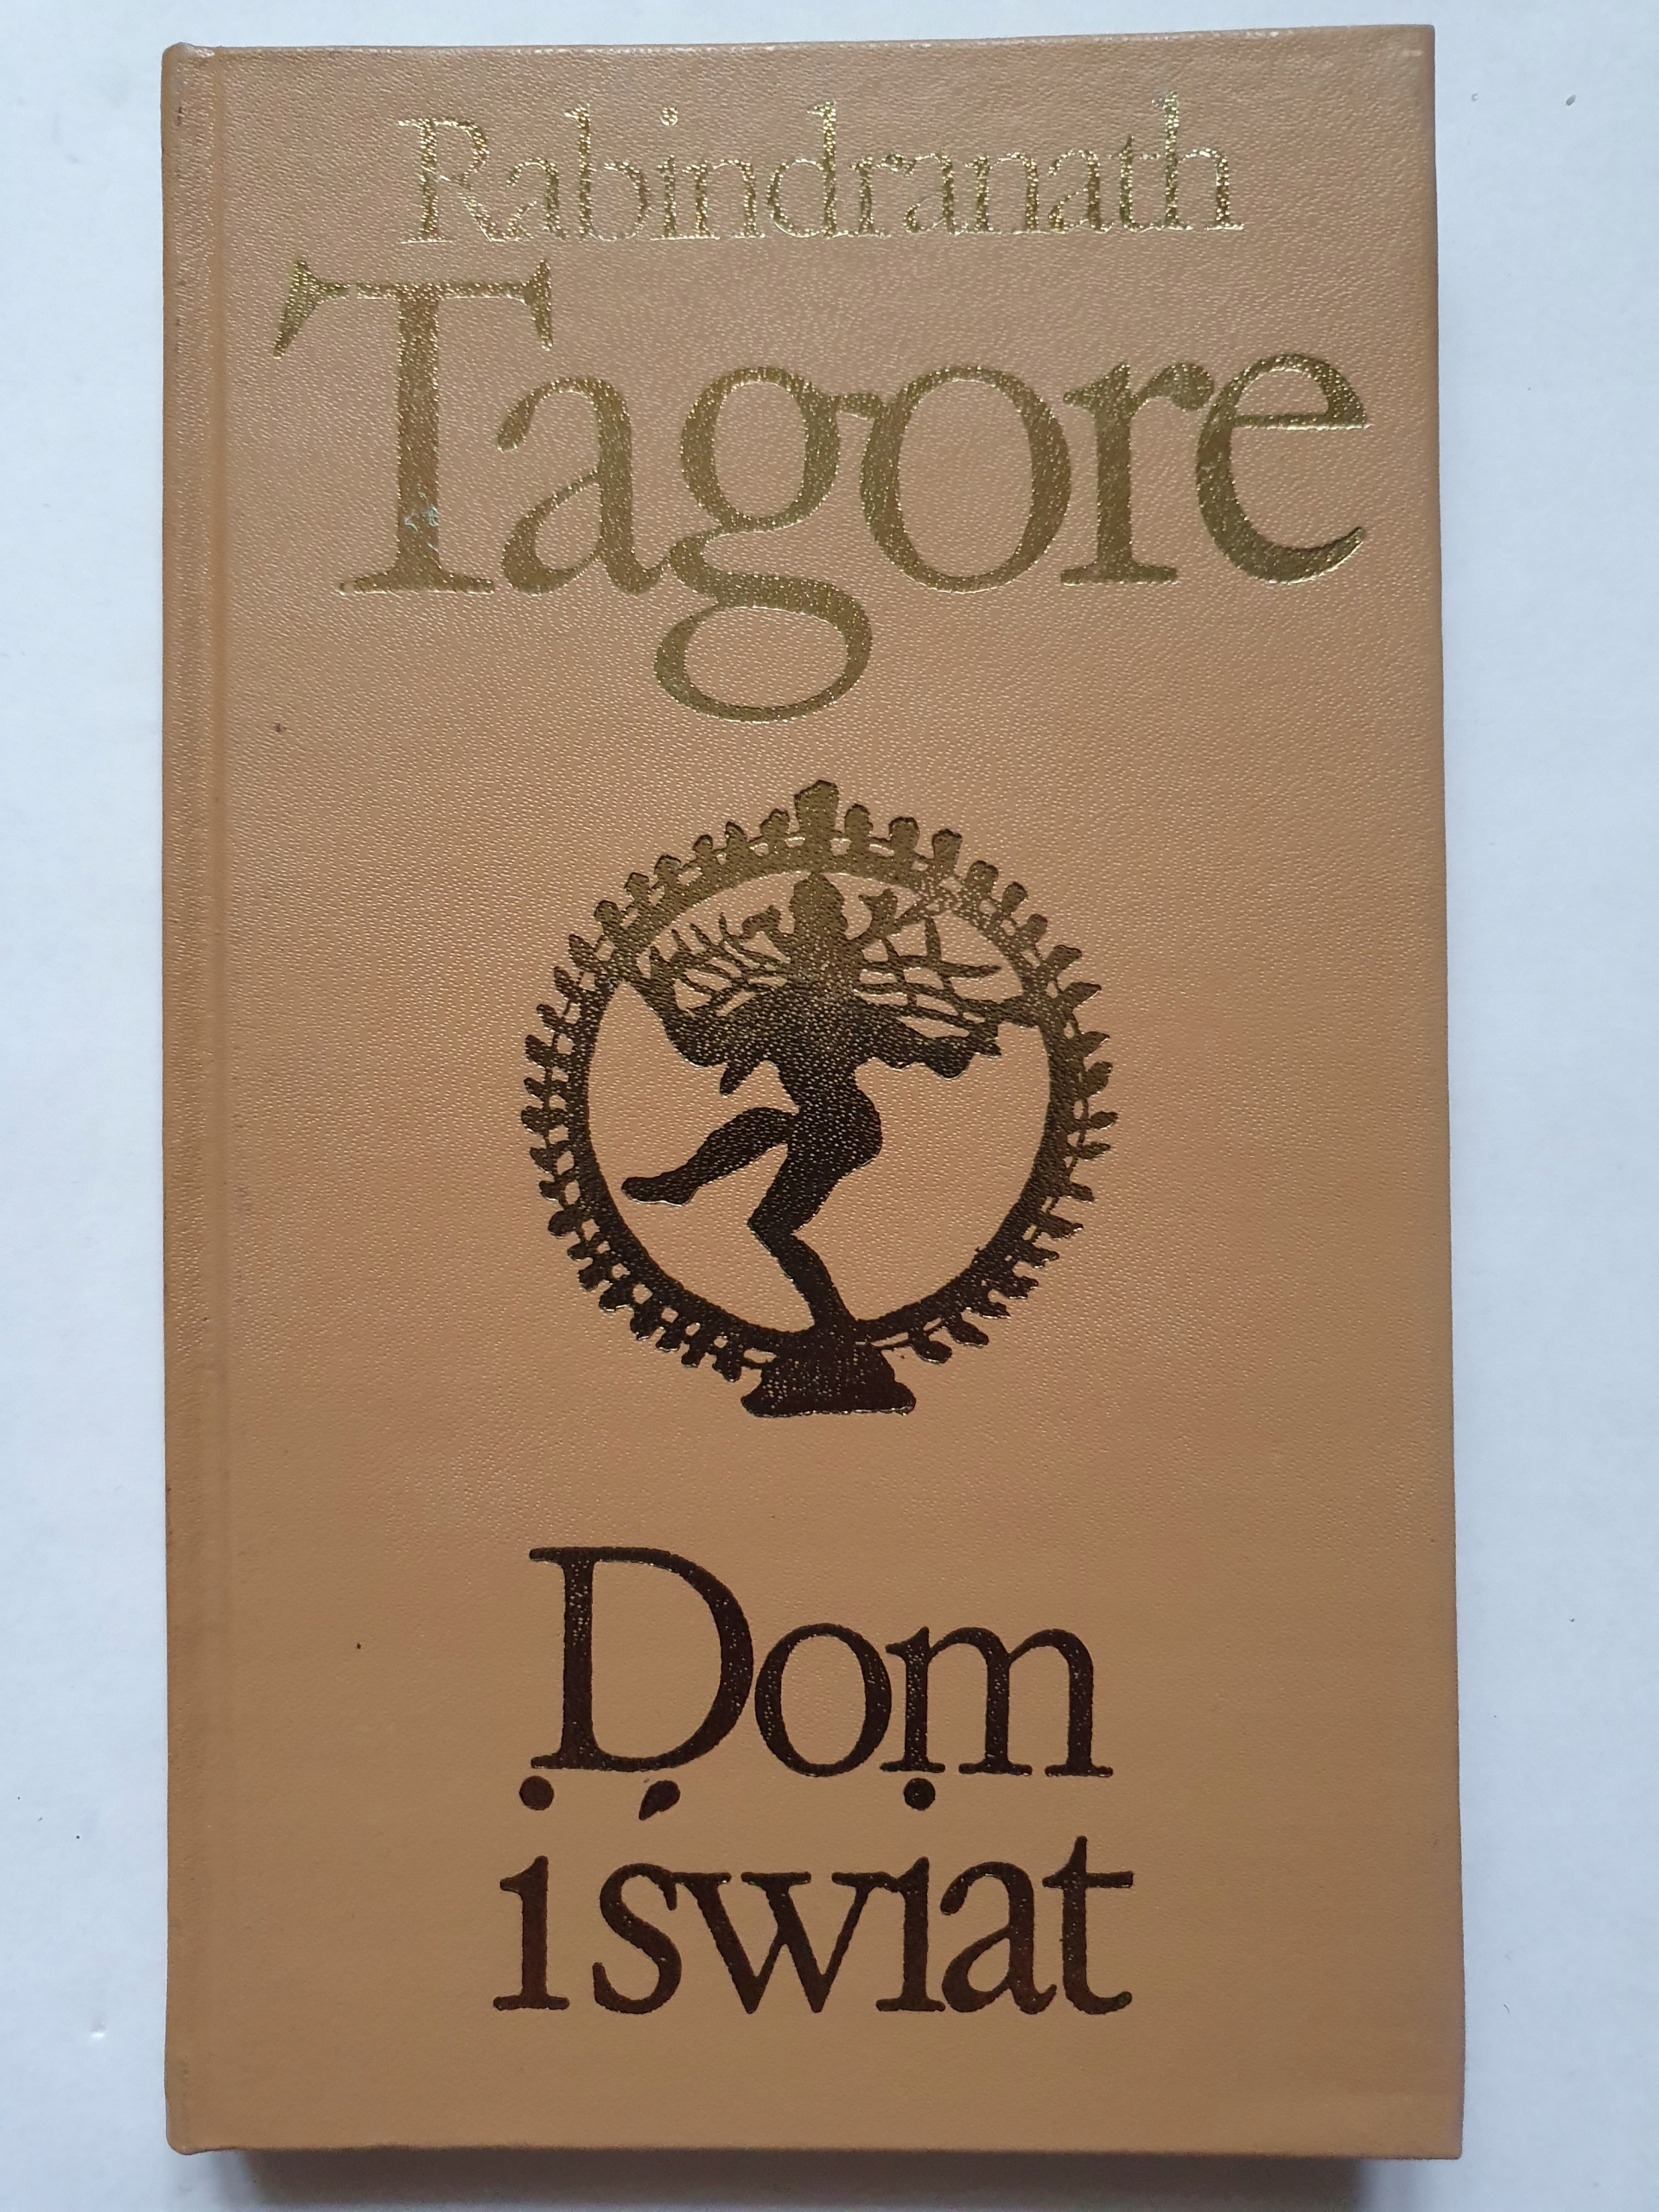 Rabindranath
Tagore
Dom
i świat